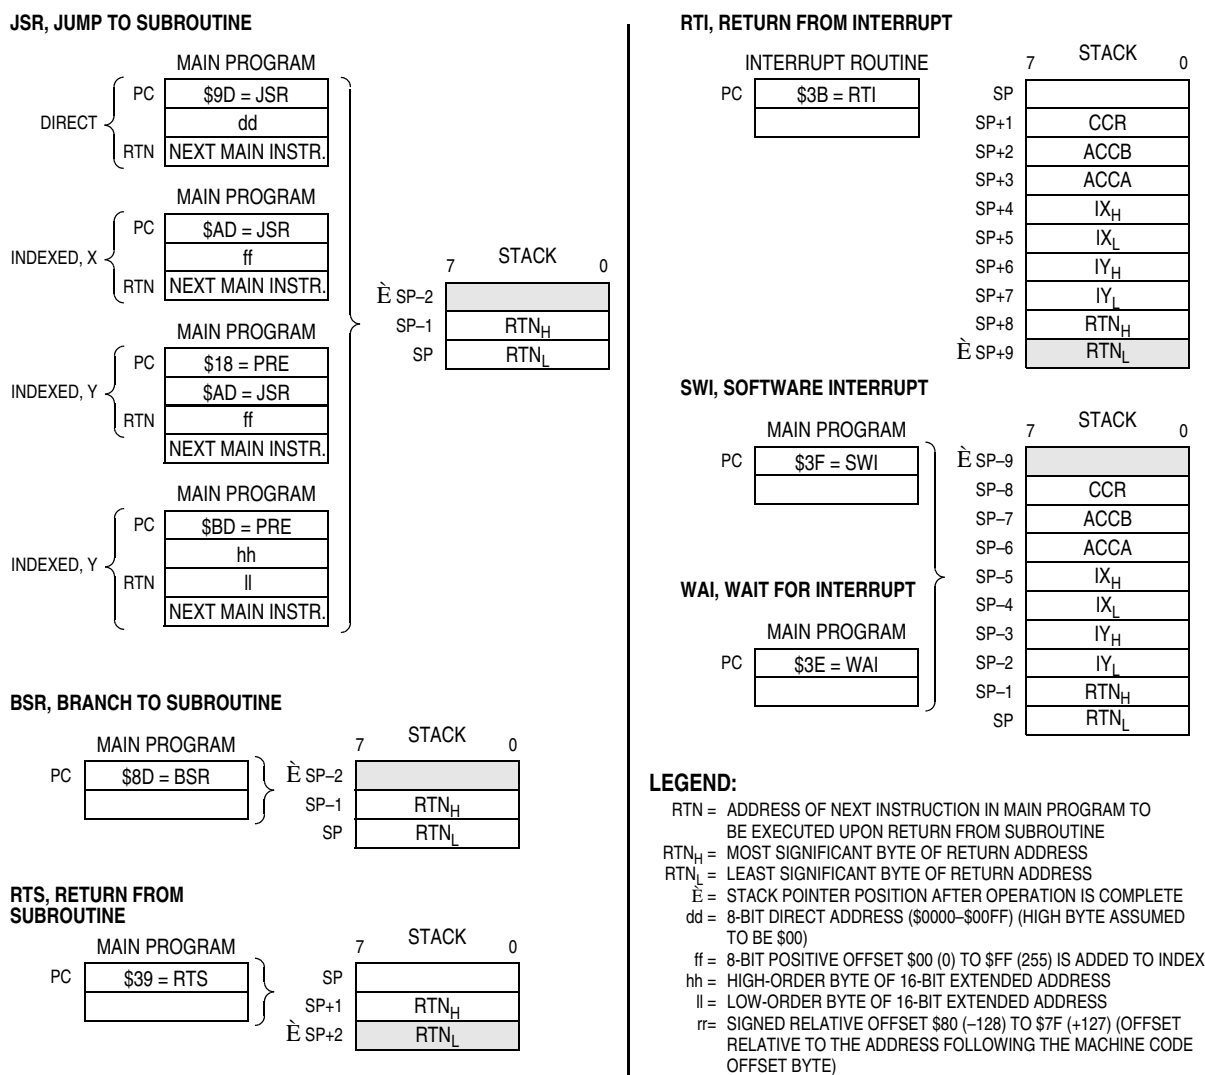 JSR, JUMP TO SUBROUTINE
MAIN PROGRAM
DIRECT
PC $9D = JSR
dd
RTN NEXT MAIN INSTR.
MAIN PROGRAM
INDEXED, X
PC $AD = JSR
ff
RTN NEXT MAIN INSTR.
MAIN PROGRAM
INDEXED, Y
PC $18 = PRE
$AD = JSR
RTN ff
NEXT MAIN INSTR.
MAIN PROGRAM
INDEXED, Y
PC $BD = PRE
hh
RTN ll
NEXT MAIN INSTR.
7 STACK 0
È SP–2
SP–1 RTNH
SP RTNL
BSR, BRANCH TO SUBROUTINE
MAIN PROGRAM
PC $8D = BSR
7 STACK 0
È SP–2
SP–1 RTNH
SP RTNL
RTS, RETURN FROM
SUBROUTINE
MAIN PROGRAM
PC $39 = RTS
7 STACK 0
SP
SP+1 RTNH
È SP+2 RTNL
RTI, RETURN FROM INTERRUPT
INTERRUPT ROUTINE
PC $3B = RTI
7 STACK 0
SP
SP+1 CCR
SP+2 ACCB
SP+3 ACCA
SP+4 IXH
SP+5 IXL
SP+6 IYH
SP+7 IYL
SP+8 RTNH
È SP+9 RTNL
SWI, SOFTWARE INTERRUPT
MAIN PROGRAM
PC $3F = SWI
WAI, WAIT FOR INTERRUPT
MAIN PROGRAM
PC $3E = WAI
7 STACK 0
È SP–9
SP–8 CCR
SP–7 ACCB
SP–6 ACCA
SP–5 IXH
SP–4 IXL
SP–3 IYH
SP–2 IYL
SP–1 RTNH
SP RTNL
LEGEND:
RTN = ADDRESS OF NEXT INSTRUCTION IN MAIN PROGRAM TO
BE EXECUTED UPON RETURN FROM SUBROUTINE
RTNH = MOST SIGNIFICANT BYTE OF RETURN ADDRESS
RTNL = LEAST SIGNIFICANT BYTE OF RETURN ADDRESS
È = STACK POINTER POSITION AFTER OPERATION IS COMPLETE
dd = 8-BIT DIRECT ADDRESS ($0000–$00FF) (HIGH BYTE ASSUMED
TO BE $00)
ff = 8-BIT POSITIVE OFFSET $00 (0) TO $FF (255) IS ADDED TO INDEX
hh = HIGH-ORDER BYTE OF 16-BIT EXTENDED ADDRESS
ll = LOW-ORDER BYTE OF 16-BIT EXTENDED ADDRESS
rr= SIGNED RELATIVE OFFSET $80 (–128) TO $7F (+127) (OFFSET
RELATIVE TO THE ADDRESS FOLLOWING THE MACHINE CODE
OFFSET BYTE)